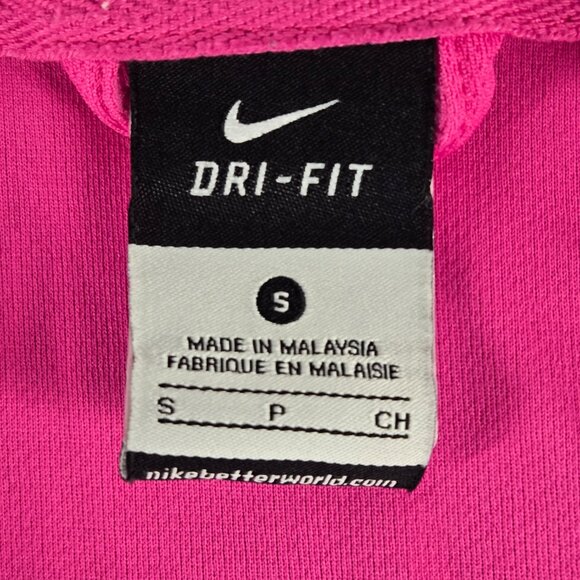 DRI-FIT
S
MADE IN MALAYSIA
FABRIQUE EN MALAISIE
S P CH
nikebetterworld.com